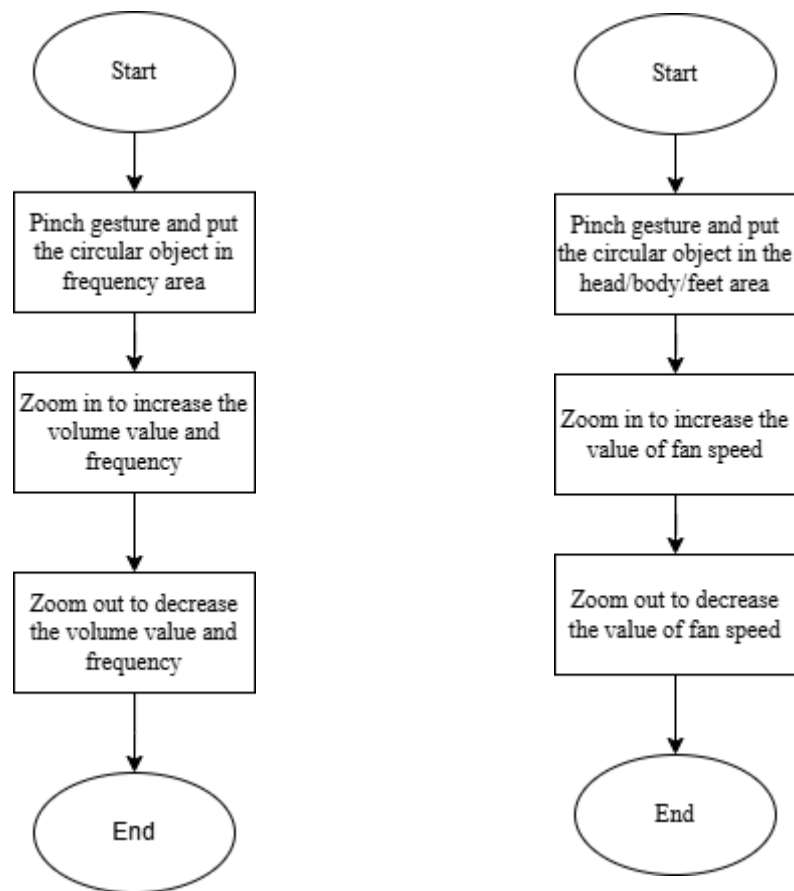 Start
Pinch gesture and put
the circular object in
frequency area
Zoom in to increase the
volume value and
frequency
Zoom out to decrease
the volume value and
frequency
End
Start
Pinch gesture and put
the circular object in the
head/body/feet area
Zoom in to increase the
value of fan speed
Zoom out to decrease
the value of fan speed
End